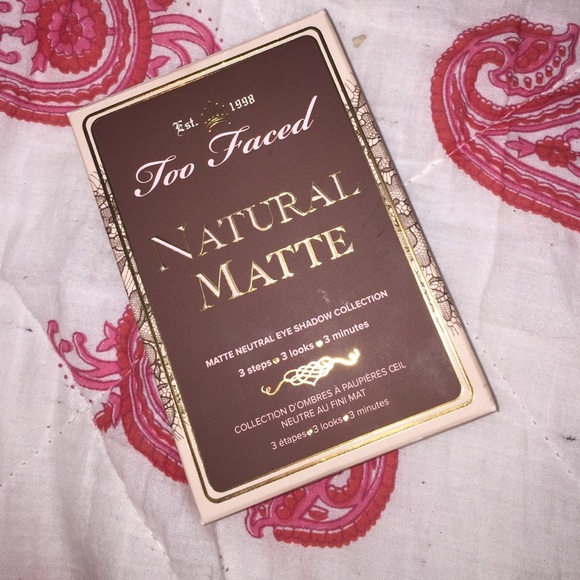 Est. 1998
Too Faced
NATURAL
MATTE
MATTE NEUTRAL EYE SHADOW COLLECTION
3 steps 3 looks 3 minutes
COLLECTION D'OMBRES À PAUPIÈRES ŒIL
NEUTRE AU FINI MAT
3 étapes 3 looks 3 minutes